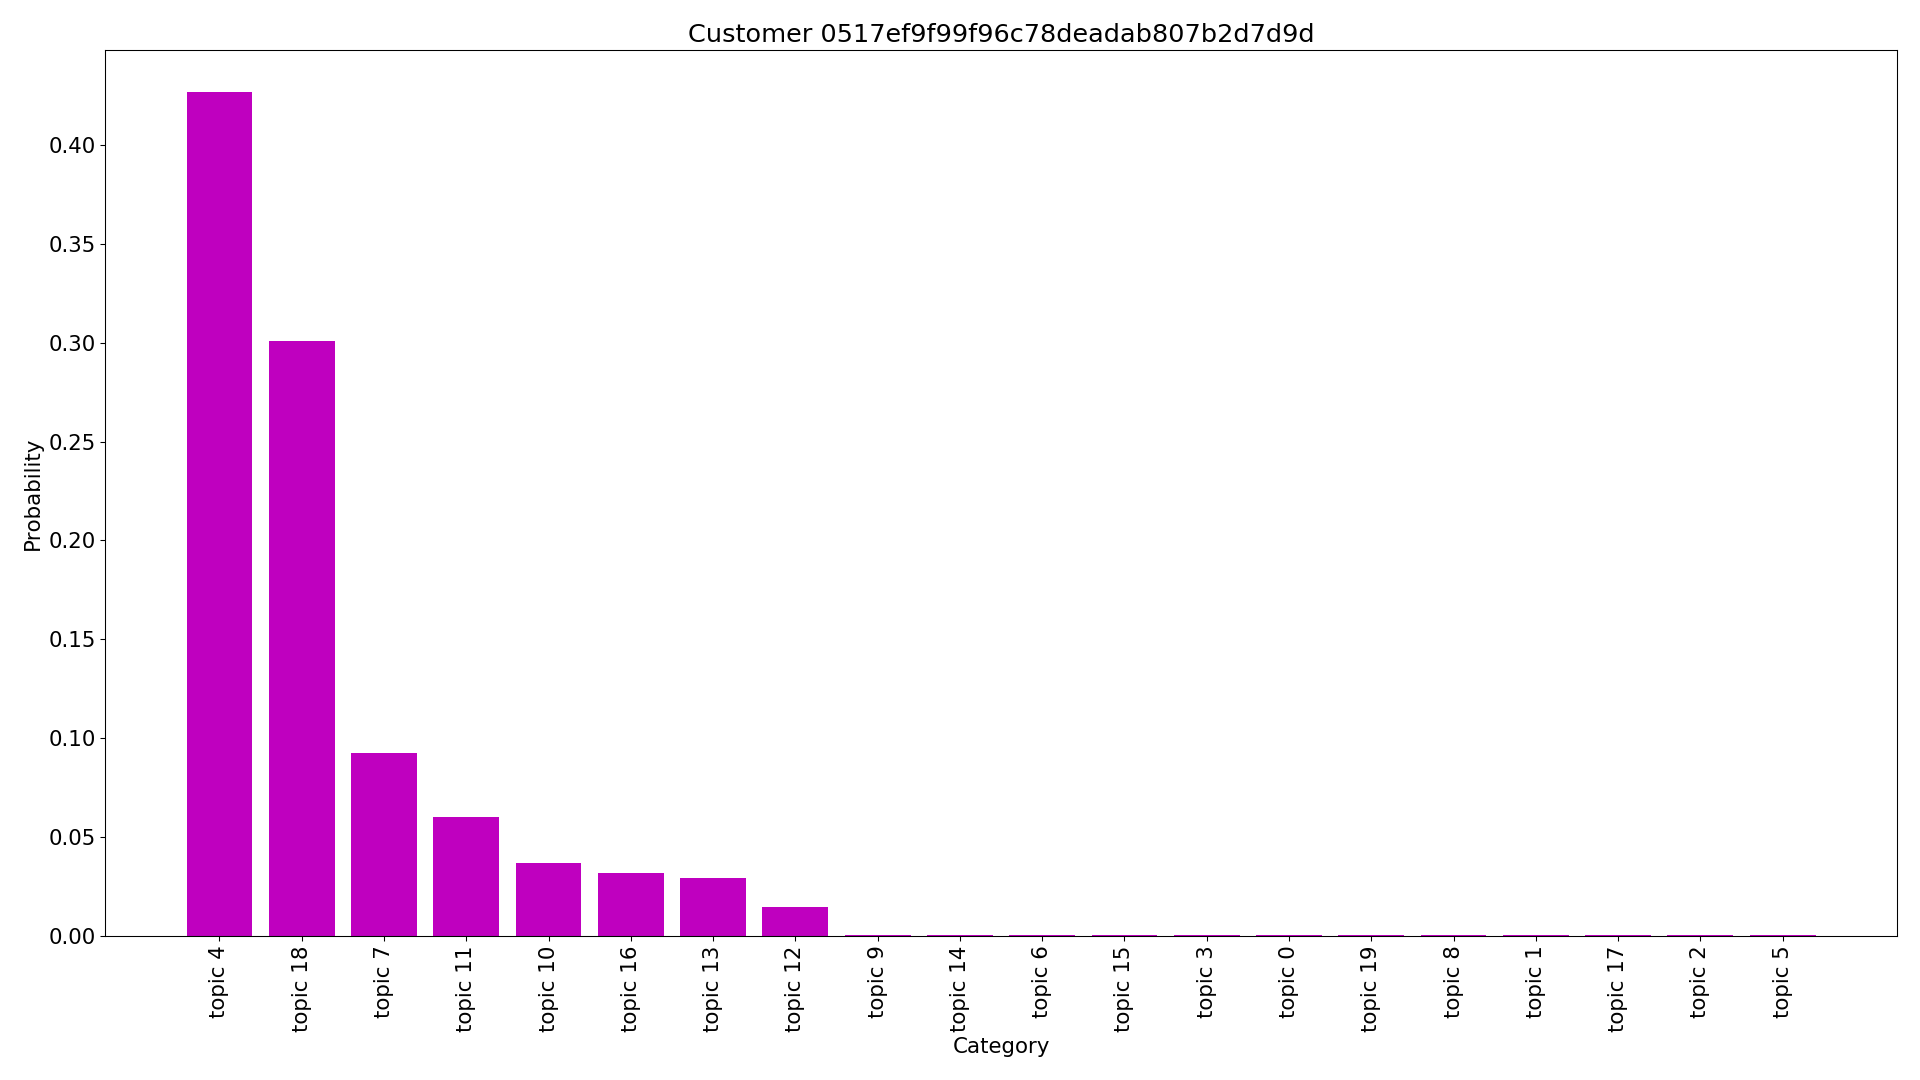 Customer 0517ef9f99f96c78deadab807b2d7d9d
Probability
0.40
0.35
0.30
0.25
0.20
0.15
0.10
0.05
0.00
topic 4
topic 18
topic 7
topic 11
topic 10
topic 16
topic 13
topic 12
topic 9
topic 14
topic 6
topic 15
topic 3
topic 0
topic 19
topic 8
topic 1
topic 17
topic 2
topic 5
Category